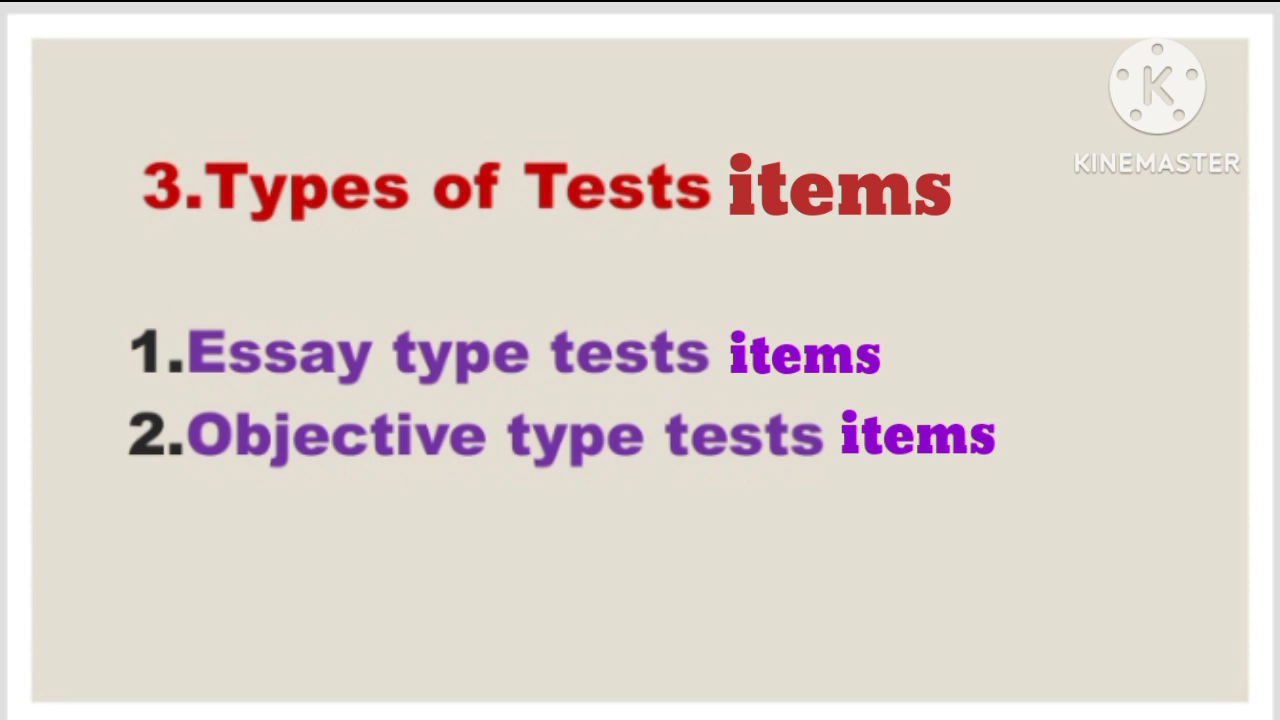 K
KINEMASTER
3.Types of Tests items
1.Essay type tests items
2.Objective type tests items